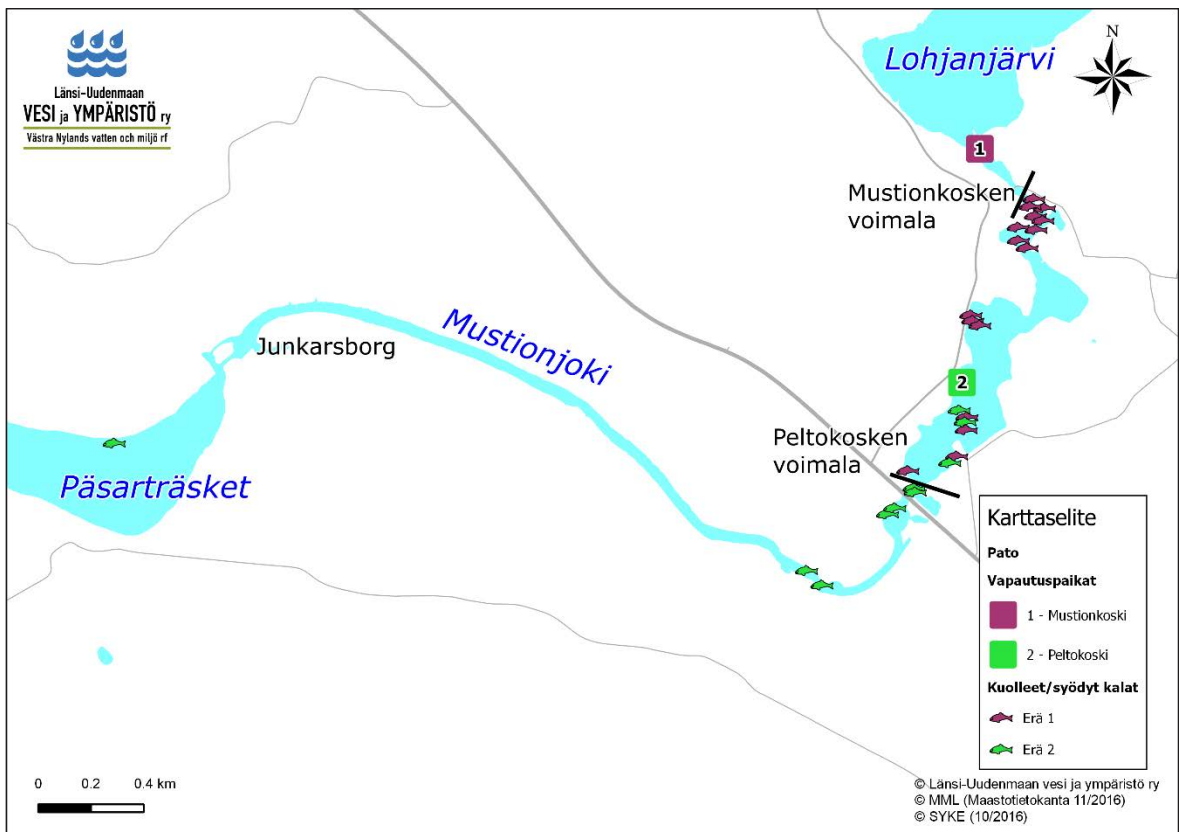 Länsi-Uudenmaan
VESI ja YMPÄRISTÖ ry
Västra Nylands vatten och miljö rf
Lohjanjärvi
N
1
Mustionkosken
voimala
Mustionjoki
Junkarsborg
2
Peltokosken
voimala
Päsarträsket
Karttaselite
Pato
Vapautuspaikat
1 - Mustionkoski
2 - Peltokoski
Kuolleet/syödyt kalat
Erä 1
Erä 2
0 0.2 0.4 km
© Länsi-Uudenmaan vesi ja ympäristö ry
© MML (Maastotietokanta 11/2016)
© SYKE (10/2016)